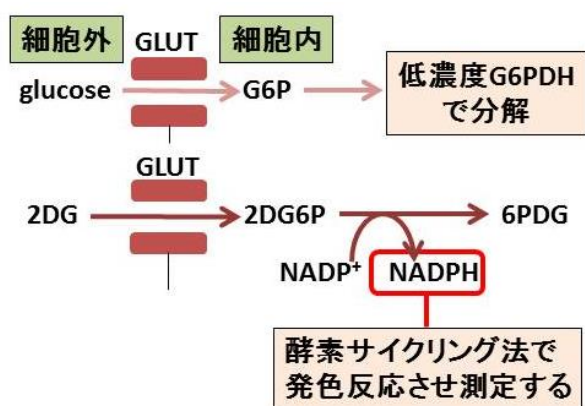 細胞外 GLUT 細胞内
glucose G6P 低濃度G6PDH
で分解
GLUT
2DG 2DG6P 6PDG
NADP+ NADPH
酵素サイクリング法で
発色反応させ測定する